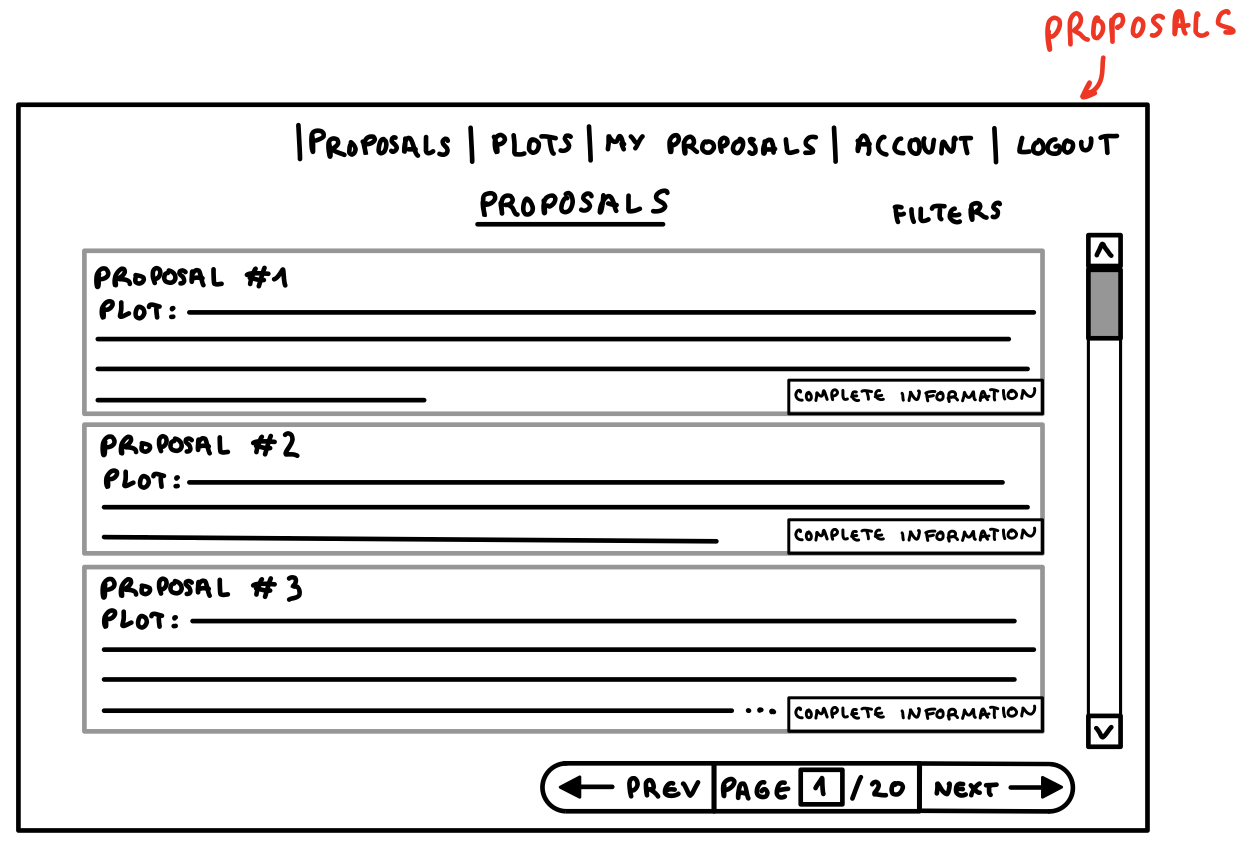 PROPOSALS
|PROPOSALS | PLOTS | MY PROPOSALS | ACCOUNT | LOGOUT
PROPOSALS
FILTERS
PROPOSAL #1
PLOT:
COMPLETE INFORMATION
PROPOSAL #2
PLOT:
COMPLETE INFORMATION
PROPOSAL #3
PLOT:
... COMPLETE INFORMATION
PREV PAGE 1 / 20 NEXT